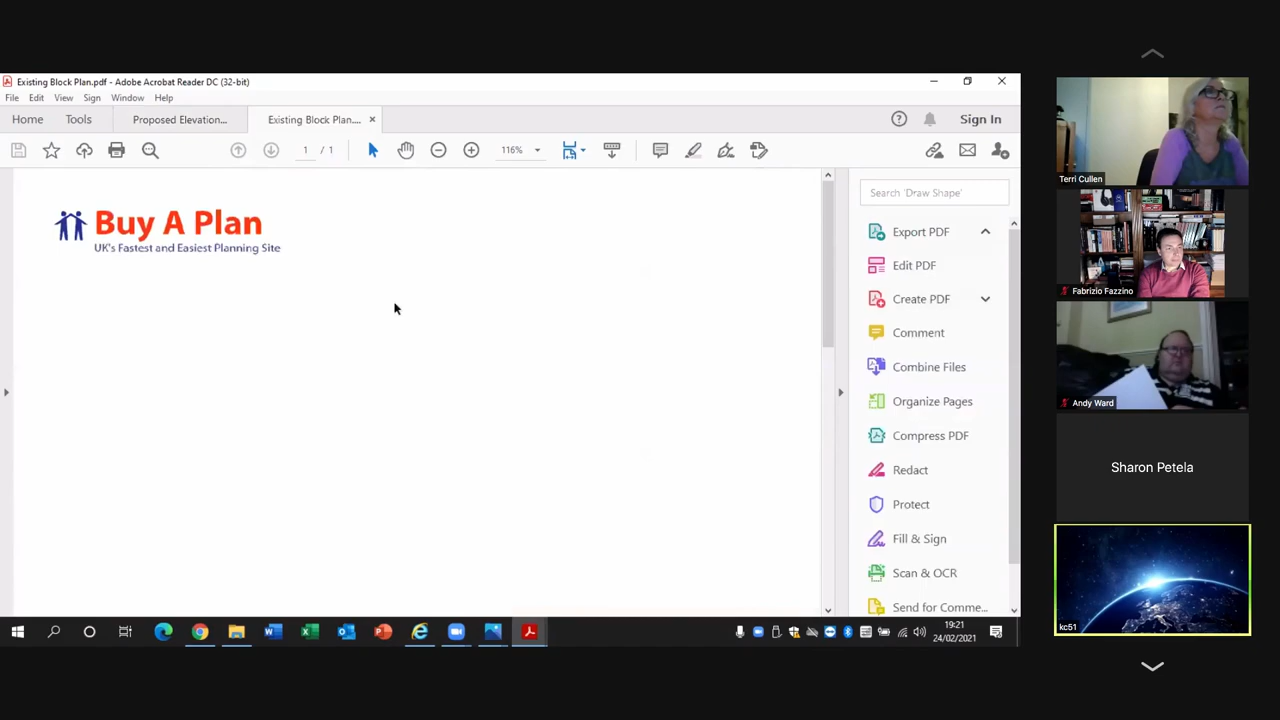 Existing Block Plan.pdf - Adobe Acrobat Reader DC (32-bit)
File Edit View Sign Window Help
Home Tools Proposed Elevation... Existing Block Plan.... × Sign In
1 / 1 116%
Buy A Plan
UK's Fastest and Easiest Planning Site
Search 'Draw Shape'
Export PDF
Edit PDF
Create PDF
Comment
Combine Files
Organize Pages
Compress PDF
Redact
Protect
Fill & Sign
Scan & OCR
Send for Comme...
19:21
24/02/2021
Terri Cullen
Fabrizio Fazzino
Andy Ward
Sharon Petela
kc51